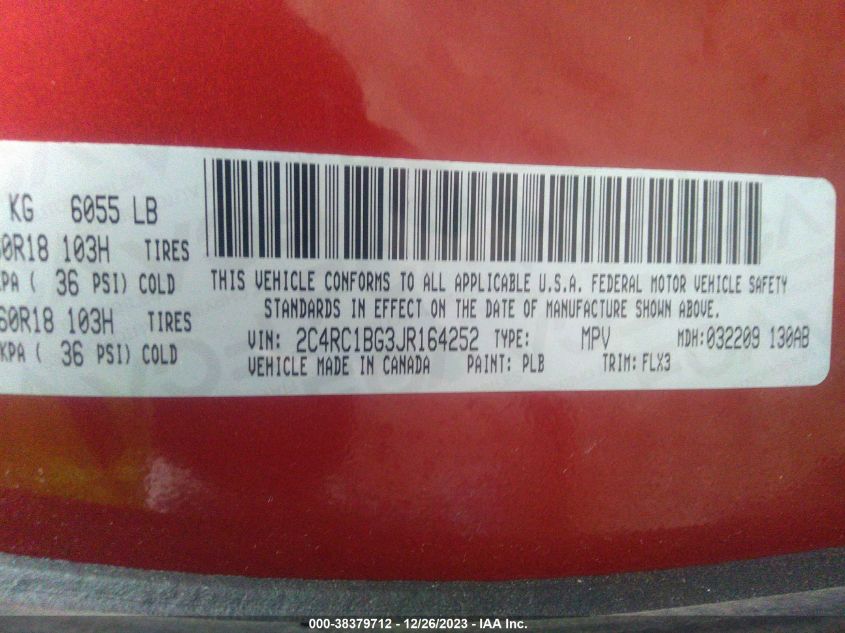 KG 6055 LB
60R18 103H TIRES
KPA ( 36 PSI) COLD
60R18 103H TIRES
KPA ( 36 PSI) COLD
THIS VEHICLE CONFORMS TO ALL APPLICABLE U.S.A. FEDERAL MOTOR VEHICLE SAFETY
STANDARDS IN EFFECT ON THE DATE OF MANUFACTURE SHOWN ABOVE.
VIN: 2C4RC1BG3JR164252 TYPE: MPV MDH:032209 130AB
VEHICLE MADE IN CANADA PAINT: PLB TRIM: FLX3
000-38379712 - 12/26/2023 - IAA Inc.